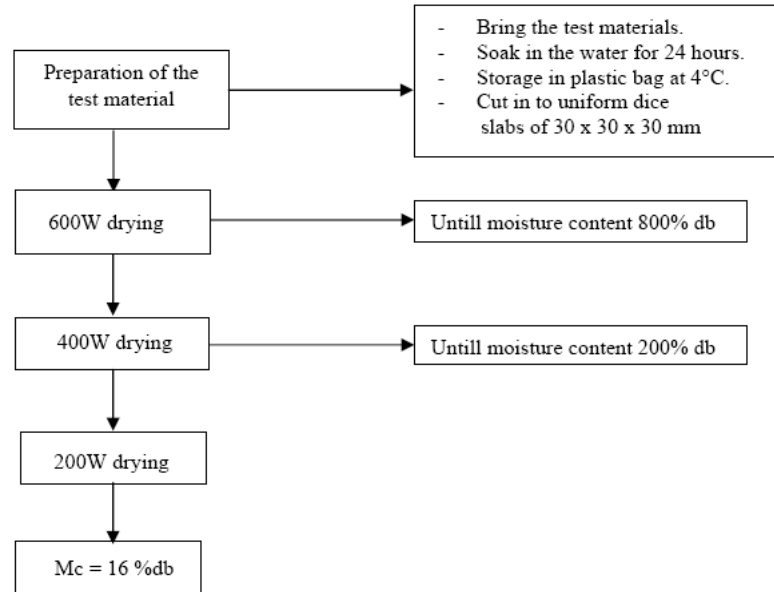 Preparation of the
test material
- Bring the test materials.
- Soak in the water for 24 hours.
- Storage in plastic bag at 4°C.
- Cut in to uniform dice
slabs of 30 x 30 x 30 mm
600W drying
Untill moisture content 800% db
400W drying
Untill moisture content 200% db
200W drying
Mc = 16 %db